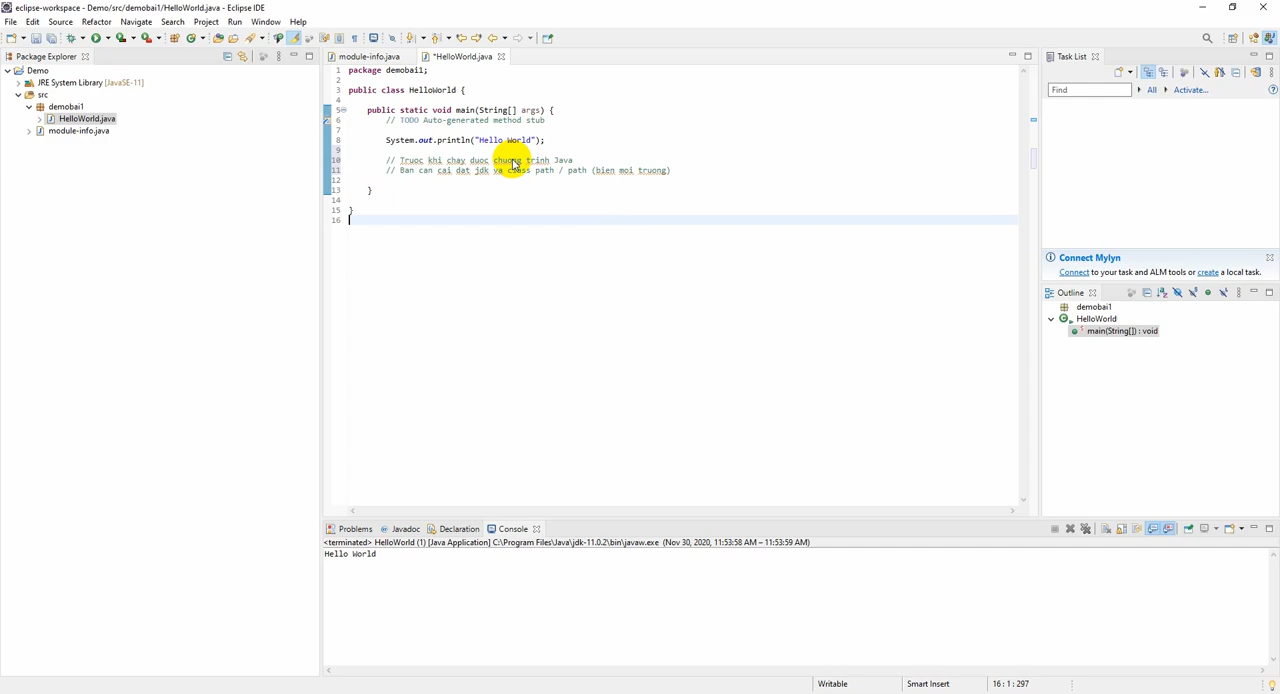 eclipse-workspace - Demo/src/demobai1/HelloWorld.java - Eclipse IDE
File Edit Source Refactor Navigate Search Project Run Window Help
Package Explorer
Demo
JRE System Library [JavaSE-11]
src
demobai1
HelloWorld.java
module-info.java
module-info.java *HelloWorld.java
1 package demobai1;
2
3 public class HelloWorld {
4
5 public static void main(String[] args) {
6 // TODO Auto-generated method stub
7
8 System.out.println("Hello World");
9
10 // Truoc khi chay duoc chuong trinh Java
11 // Ban can cai dat jdk va class path / path (bien moi truong)
12
13 }
14
15 }
16
Task List
Find All Activate...
Connect Mylyn
Connect to your task and ALM tools or create a local task.
Outline
demobai1
HelloWorld
main(String[]) : void
Problems Javadoc Declaration Console
<terminated> HelloWorld (1) [Java Application] C:\Program Files\Java\jdk-11.0.2\bin\javaw.exe (Nov 30, 2020, 11:53:58 AM – 11:53:59 AM)
Hello World
Writable Smart Insert 16 : 1 : 297